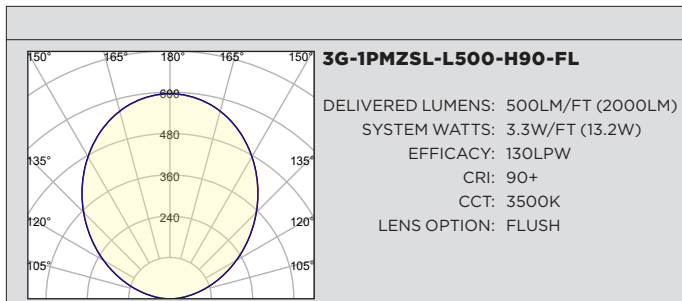 150° 165° 180° 165° 150°
600
480
135° 135°
360
120° 240 120°
105° 105°
3G-1PMZSL-L500-H90-FL
DELIVERED LUMENS: 500LM/FT (2000LM)
SYSTEM WATTS: 3.3W/FT (13.2W)
EFFICACY: 130LPW
CRI: 90+
CCT: 3500K
LENS OPTION: FLUSH